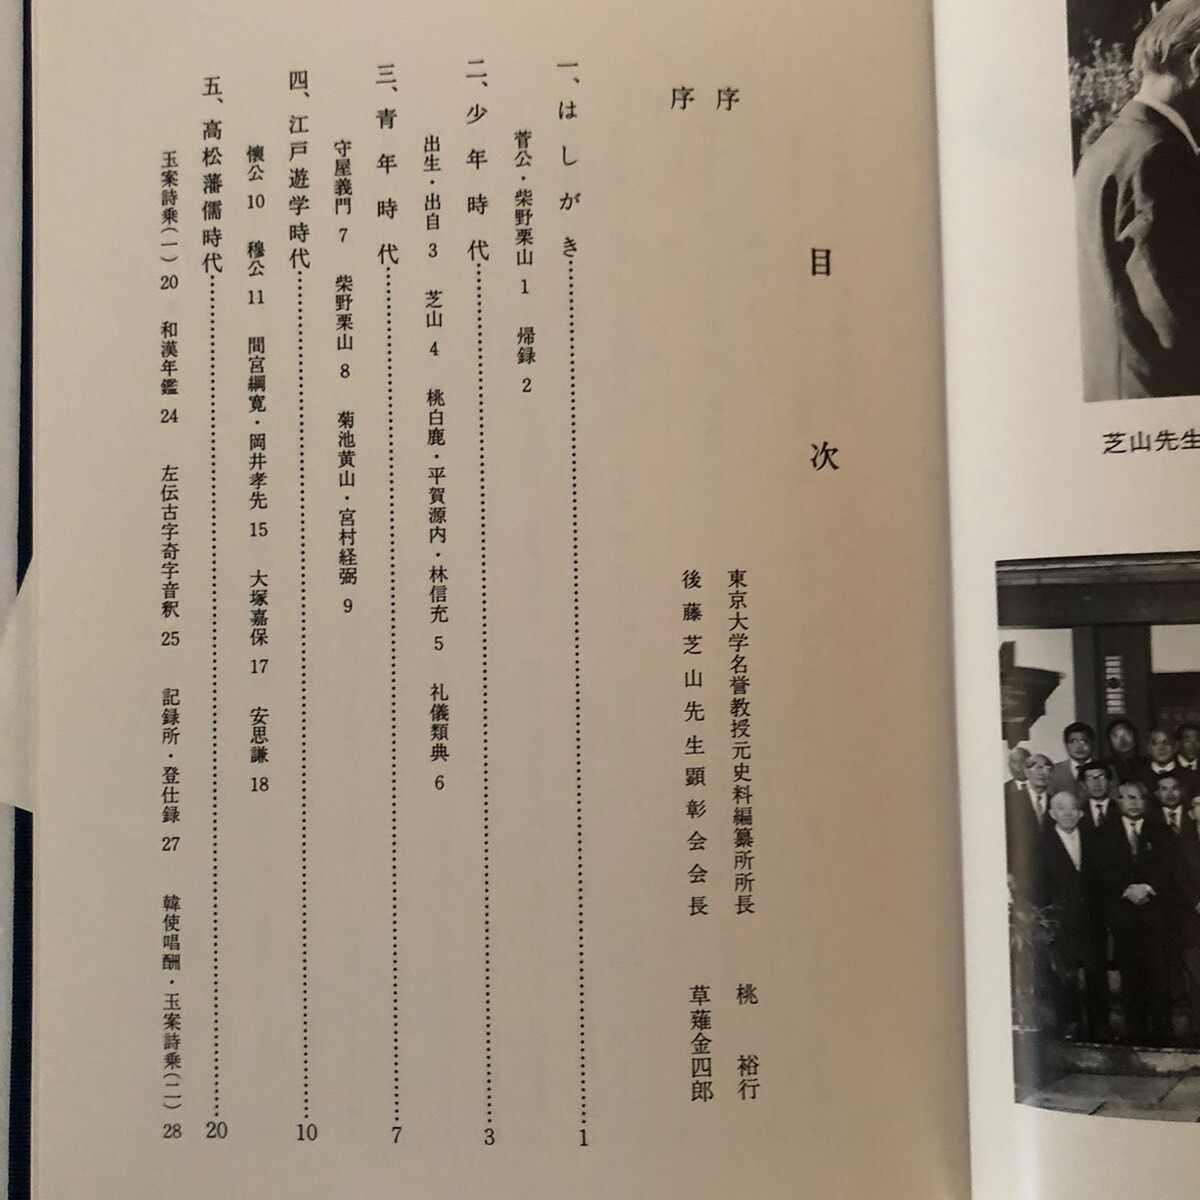 芝山先生
目次
序 東京大学名誉教授元史料編纂所所長 桃裕行
序 後藤芝山先生顕彰会会長 草薙金四郎
一、はしがき……1
菅公・柴野栗山 1 帰録 2
二、少年時代……3
出生・出自 3 芝山 4 桃白鹿・平賀源内・林信充 5 礼儀類典 6
三、青年時代……7
守屋義門 7 柴野栗山 8 菊池黄山・宮村経弼 9
四、江戸遊学時代……10
懐公 10 穆公 11 間宮綱寛・岡井孝先 15 大塚嘉保 17 安思謙 18
五、高松藩儒時代……20
玉案詩乗(一) 20 和漢年鑑 24 左伝古字奇字音釈 25 記録所・登仕録 27 韓使唱酬・玉案詩乗(二) 28